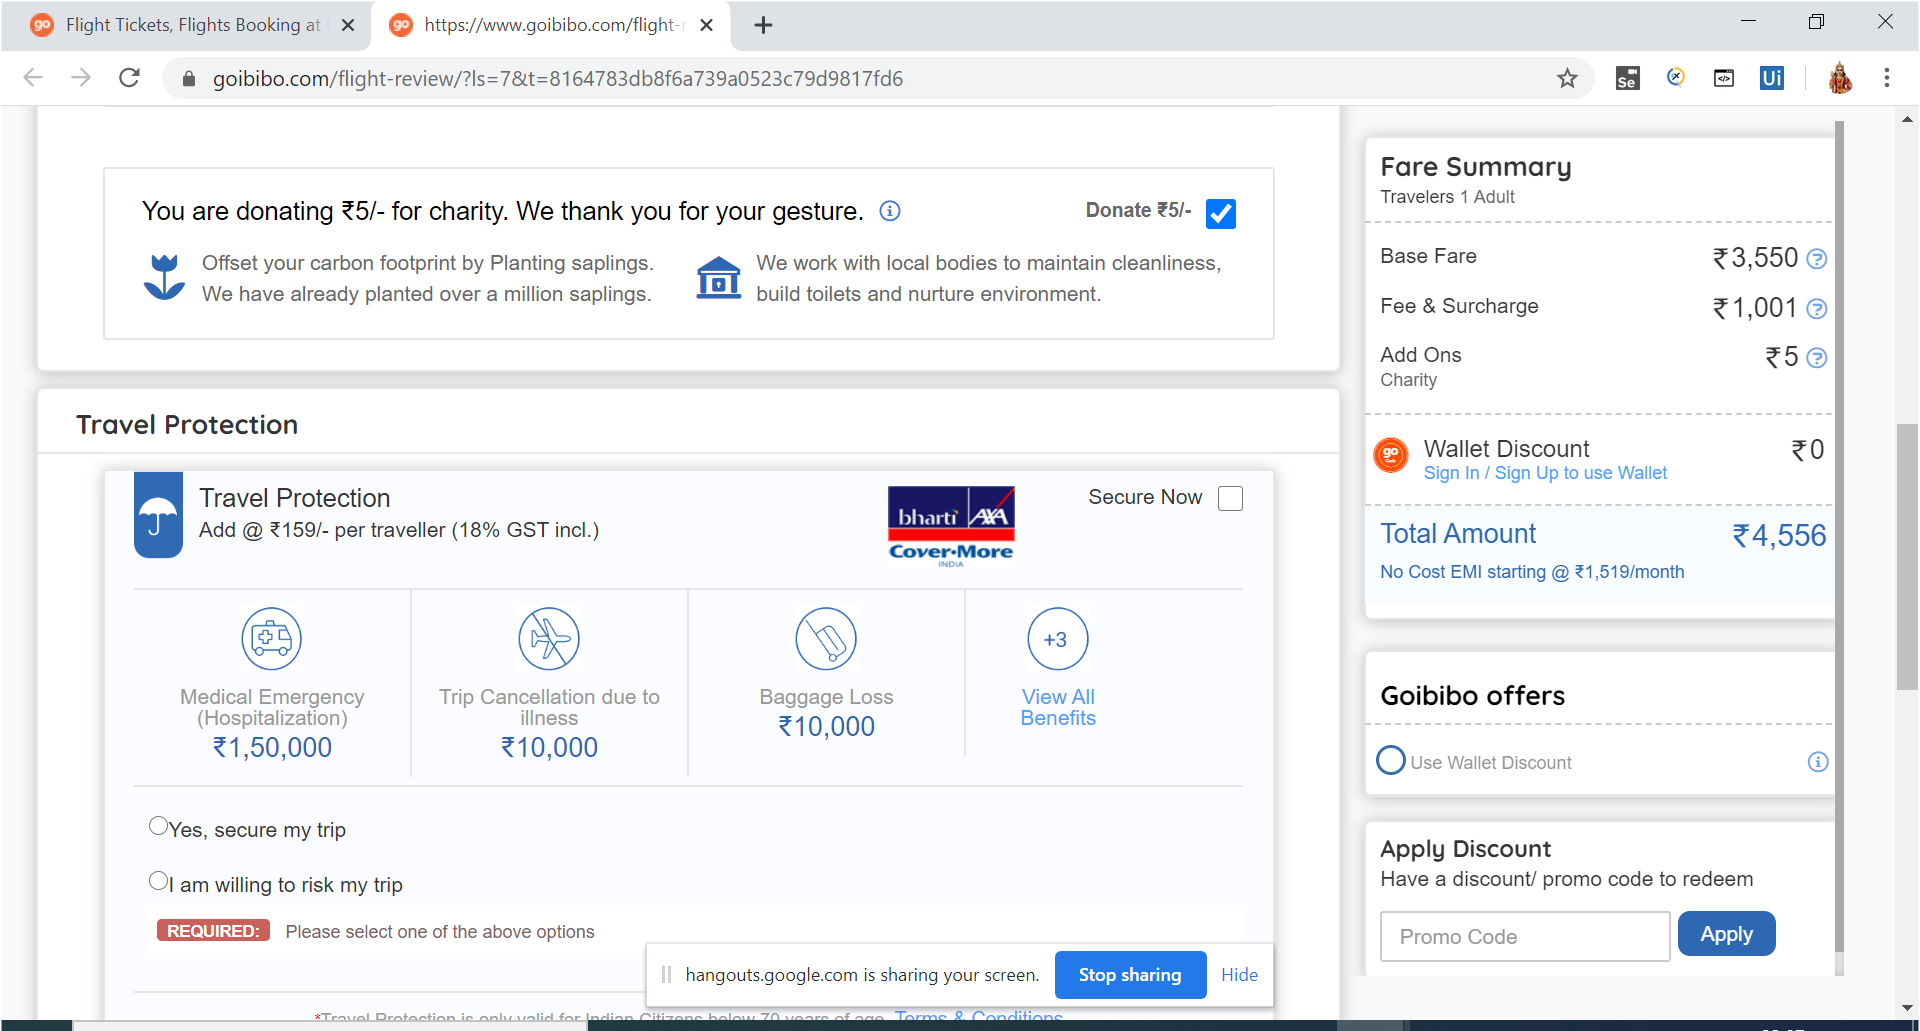 Flight Tickets, Flights Booking at
https://www.goibibo.com/flight-r
goibibo.com/flight-review/?ls=7&t=8164783db8f6a739a0523c79d9817fd6
Se
Ui
You are donating ₹5/- for charity. We thank you for your gesture.
Donate ₹5/-
Offset your carbon footprint by Planting saplings.
We have already planted over a million saplings.
We work with local bodies to maintain cleanliness,
build toilets and nurture environment.
Travel Protection
Travel Protection
Add @ ₹159/- per traveller (18% GST incl.)
bharti AXA
Cover-More
INDIA
Secure Now
Medical Emergency
(Hospitalization)
₹1,50,000
Trip Cancellation due to
illness
₹10,000
Baggage Loss
₹10,000
+3
View All
Benefits
Yes, secure my trip
I am willing to risk my trip
REQUIRED: Please select one of the above options
*Travel Protection is only valid for Indian Citizens below 70 years of age. Terms & Conditions
hangouts.google.com is sharing your screen.
Stop sharing
Hide
Fare Summary
Travelers 1 Adult
Base Fare ₹3,550
Fee & Surcharge ₹1,001
Add Ons ₹5
Charity
go
Wallet Discount ₹0
Sign In / Sign Up to use Wallet
Total Amount ₹4,556
No Cost EMI starting @ ₹1,519/month
Goibibo offers
Use Wallet Discount
Apply Discount
Have a discount/ promo code to redeem
Promo Code
Apply